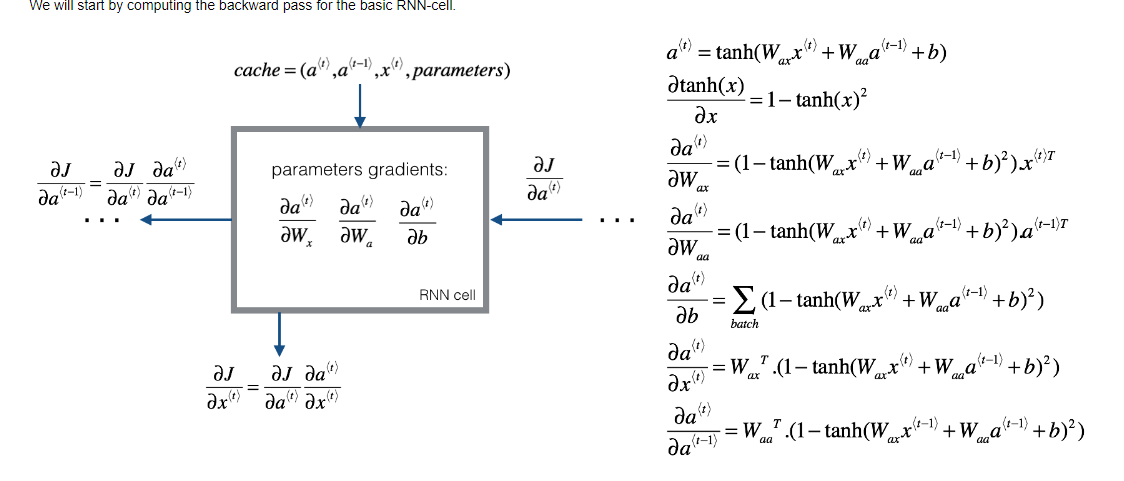 We will start by computing the backward pass for the basic RNN-cell.
cache = (a⟨t⟩, a⟨t−1⟩, x⟨t⟩, parameters)
∂J/∂a⟨t−1⟩ = ∂J/∂a⟨t⟩ ∂a⟨t⟩/∂a⟨t−1⟩
...
parameters gradients:
∂a⟨t⟩/∂Wₓ ∂a⟨t⟩/∂Wₐ ∂a⟨t⟩/∂b
RNN cell
∂J/∂a⟨t⟩
...
∂J/∂x⟨t⟩ = ∂J/∂a⟨t⟩ ∂a⟨t⟩/∂x⟨t⟩
a⟨t⟩ = tanh(W_ax x⟨t⟩ + W_aa a⟨t−1⟩ + b)
∂tanh(x)/∂x = 1 − tanh(x)²
∂a⟨t⟩/∂W_ax = (1 − tanh(W_ax x⟨t⟩ + W_aa a⟨t−1⟩ + b)²).x⟨t⟩T
∂a⟨t⟩/∂W_aa = (1 − tanh(W_ax x⟨t⟩ + W_aa a⟨t−1⟩ + b)²).a⟨t−1⟩T
∂a⟨t⟩/∂b = ∑_batch (1 − tanh(W_ax x⟨t⟩ + W_aa a⟨t−1⟩ + b)²)
∂a⟨t⟩/∂x⟨t⟩ = W_ax^T.(1 − tanh(W_ax x⟨t⟩ + W_aa a⟨t−1⟩ + b)²)
∂a⟨t⟩/∂a⟨t−1⟩ = W_aa^T.(1 − tanh(W_ax x⟨t−1⟩ + W_aa a⟨t−1⟩ + b)²)